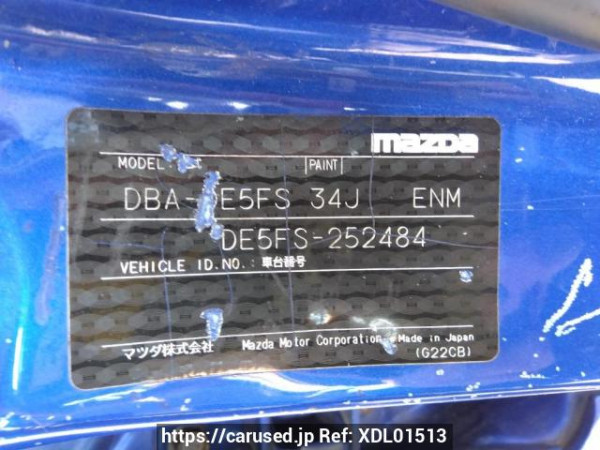 mazda
MODEL PAINT
DBA-DE5FS 34J ENM
DE5FS-252484
VEHICLE ID.NO.:車台番号
マツダ株式会社 Mazda Motor Corporation Made in Japan
(G22CB)
https://carused.jp Ref: XDL01513